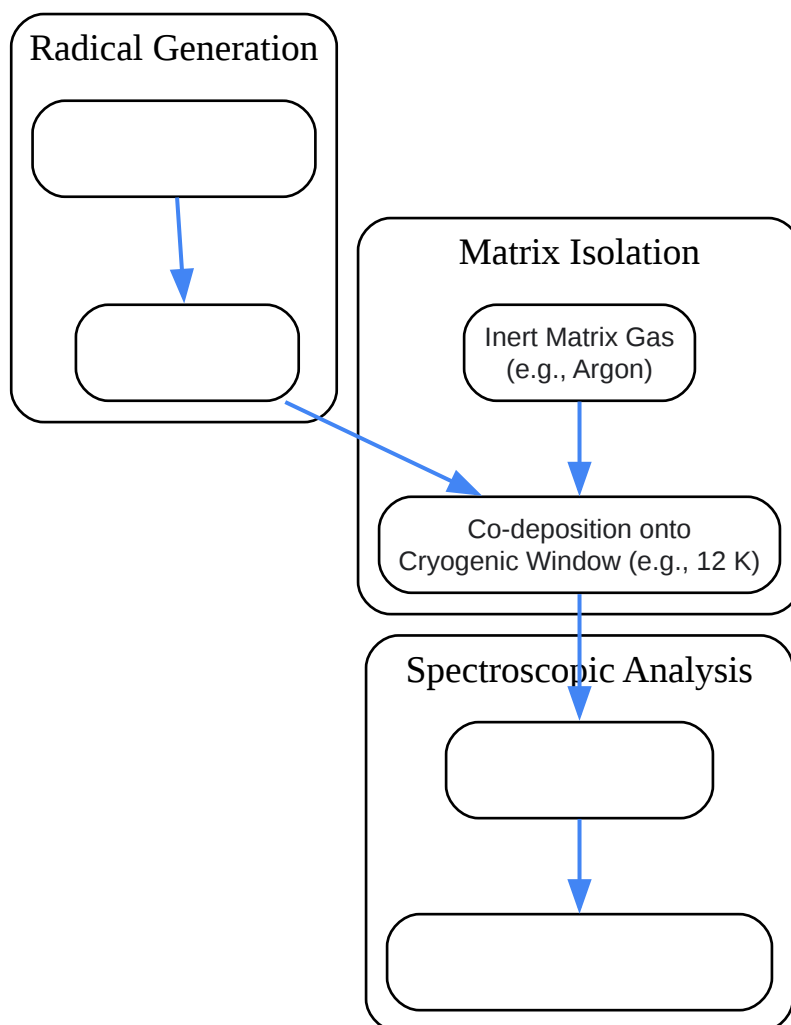 Radical Generation
Matrix Isolation
Inert Matrix Gas
(e.g., Argon)
Co-deposition onto
Cryogenic Window (e.g., 12 K)
Spectroscopic Analysis